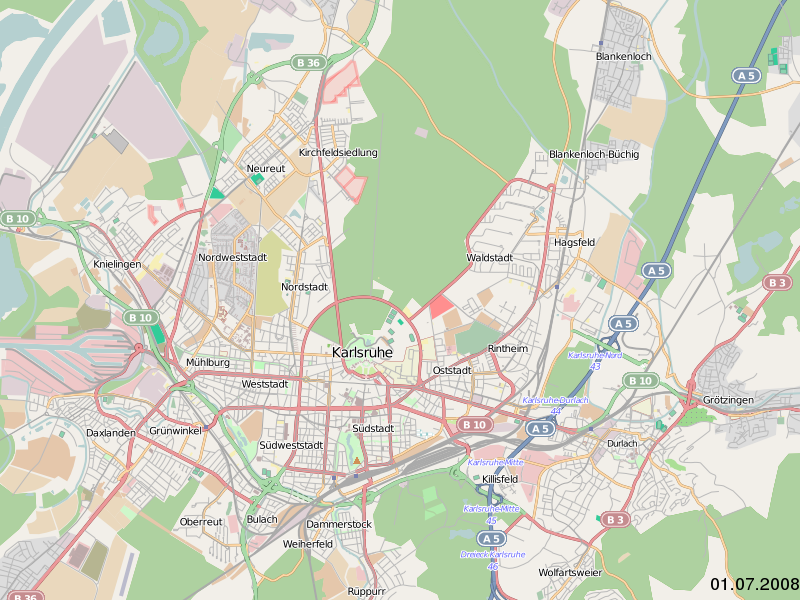 B 36
Blankenloch
A 5
Kirchfeldsiedlung
Blankenloch-Büchig
Neureut
B 10
Hagsfeld
Nordweststadt
Waldstadt
Knielingen
A 5
Nordstadt
B 3
B 10
A 5
Karlsruhe
Rintheim
Karlsruhe-Nord
43
Mühlburg
Oststadt
B 10
Weststadt
Karlsruhe-Durlach
44
Grötzingen
B 10
A 5
Daxlanden
Grünwinkel
Südstadt
Südweststadt
Durlach
Karlsruhe-Mitte
Killisfeld
Karlsruhe-Mitte
45
Oberreut
Bulach
Dammerstock
B 3
Weiherfeld
A 5
Dreieck Karlsruhe
46
Wolfartsweier
Rüppurr
01.07.2008
B 36